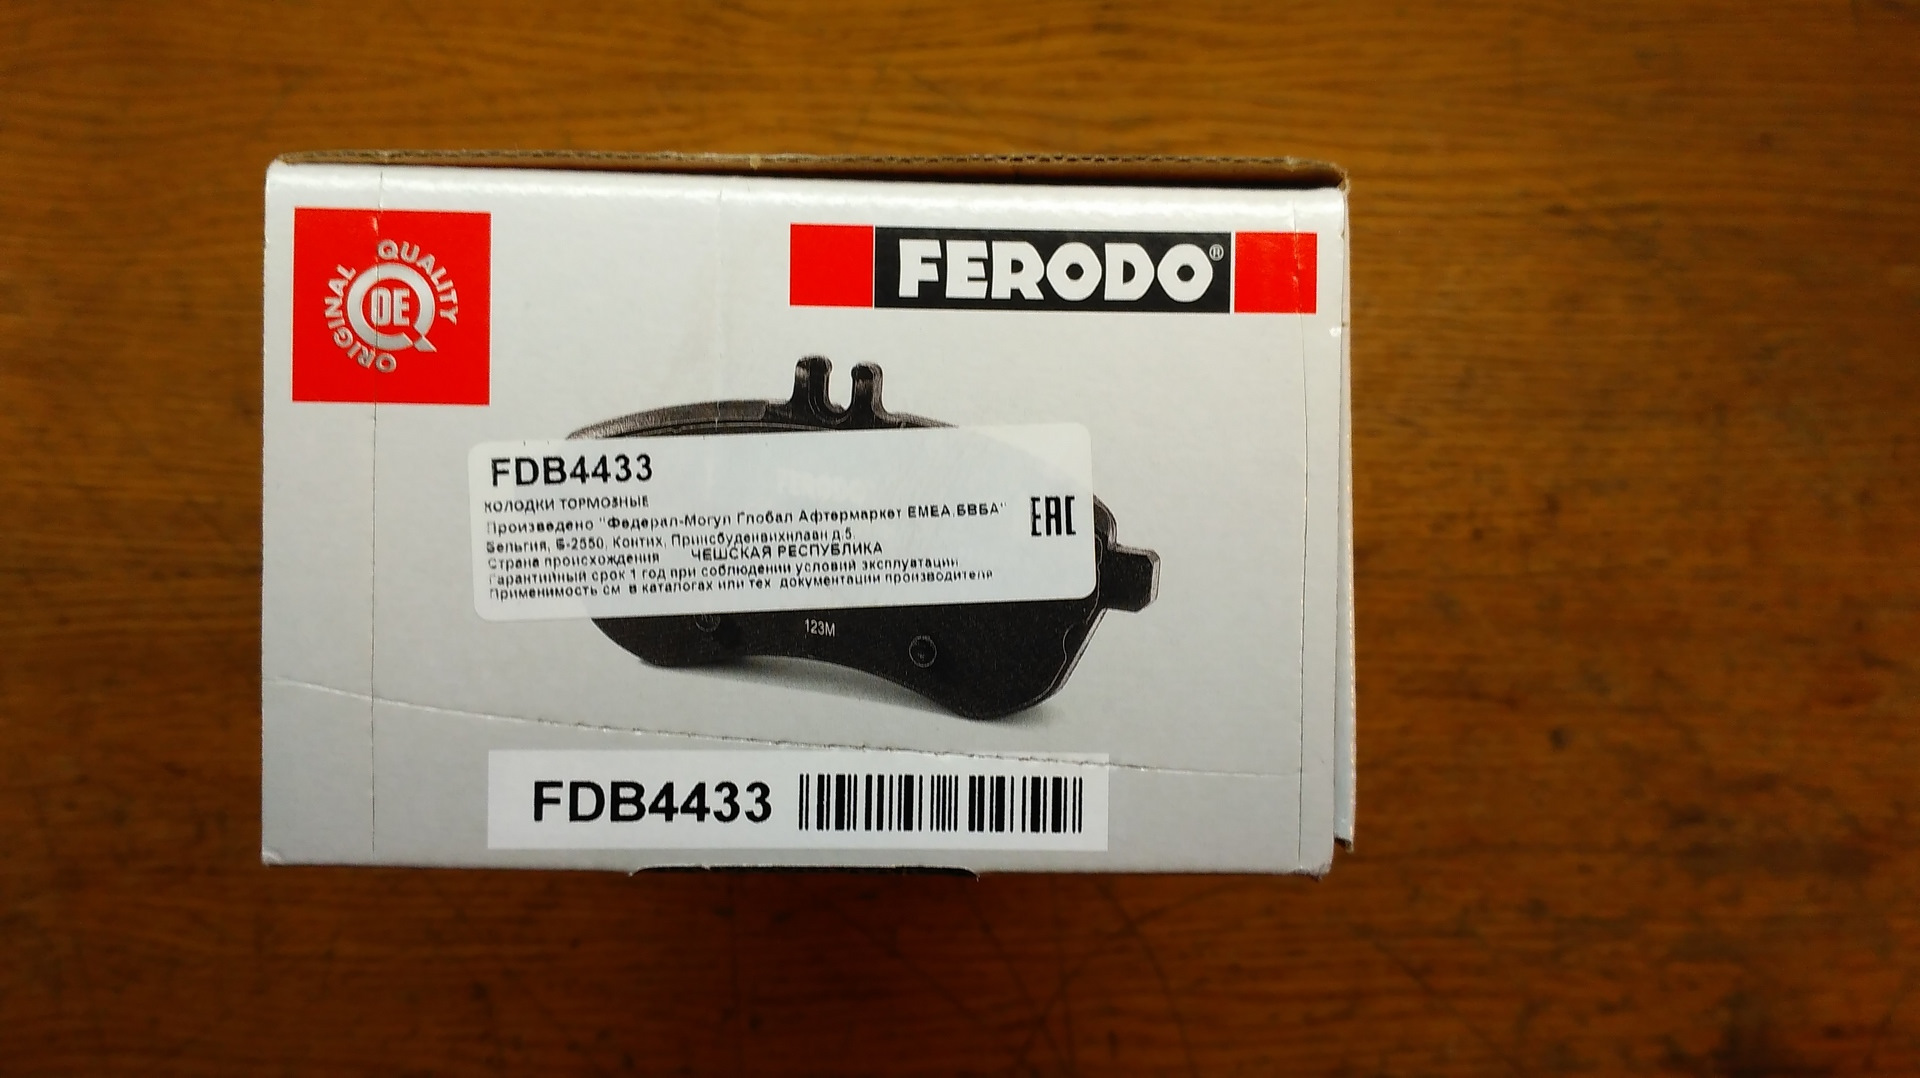 ORIGINAL QUALITY
OE
FERODO®
FDB4433
КОЛОДКИ ТОРМОЗНЫЕ
Произведено "Федерал-Могул Глобал Афтермаркет ЕМЕА,БВБА"
Бельгия, Б-2550, Контих, Принсбуденвихнлаан д.5.
Страна происхождения ЧЕШСКАЯ РЕСПУБЛИКА
Гарантийный срок 1 год при соблюдении условий эксплуатации
Применимость см. в каталогах или тех. документации производителя
EAC
123M
FDB4433